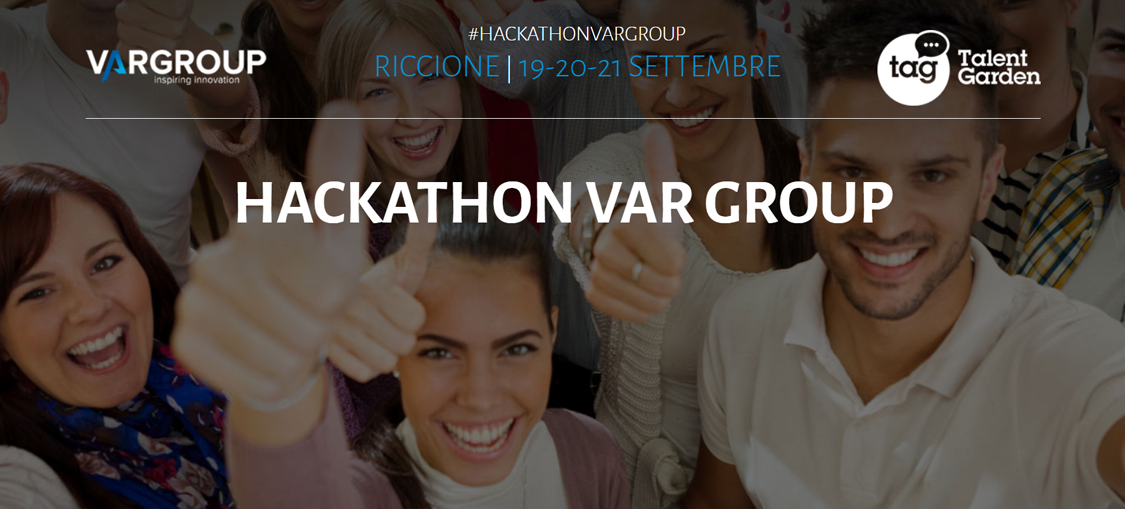 #HACKATHONVARGROUP
VARGROUP
inspiring innovation
RICCIONE | 19-20-21 SETTEMBRE
tag
Talent
Garden
HACKATHON VAR GROUP